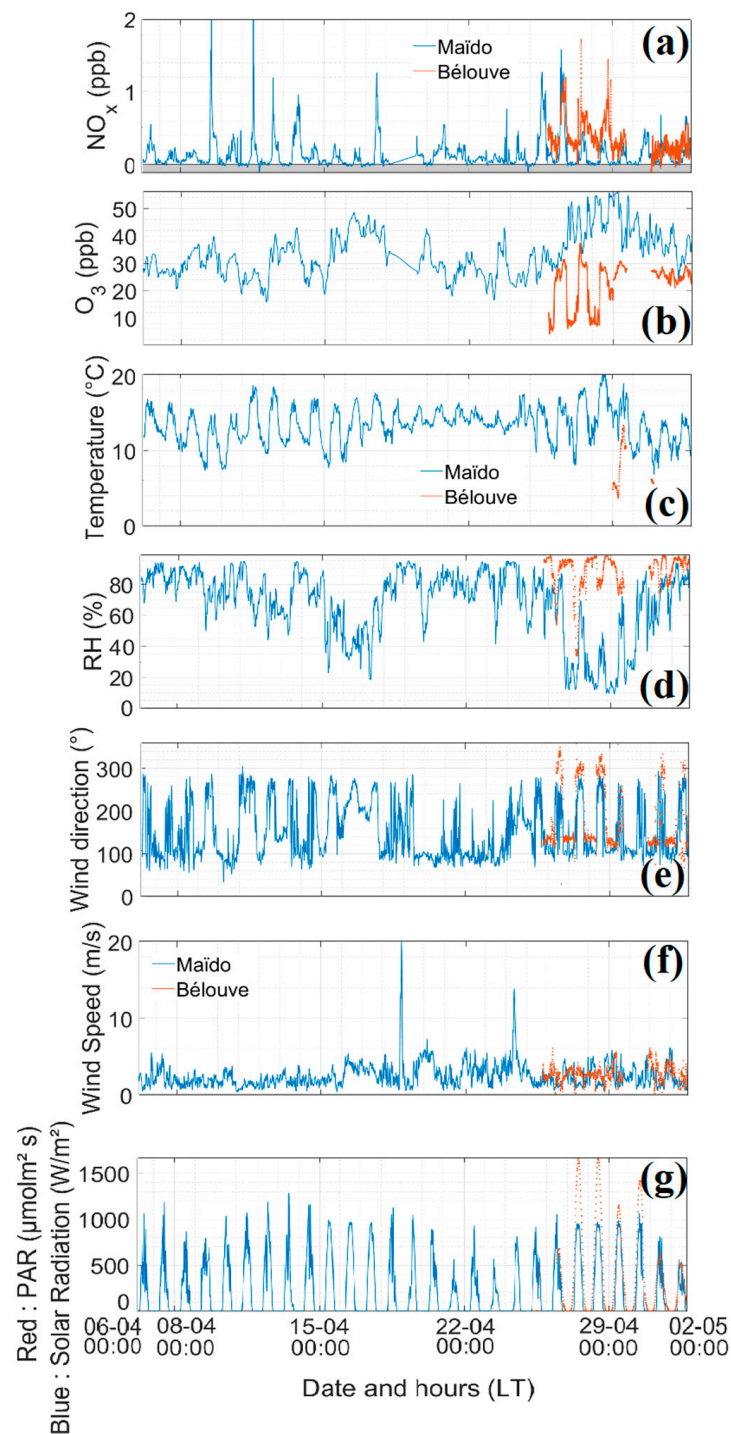 2
1
0
NOx (ppb)
Maïdo
Bélouve
(a)
50
40
30
20
10
O3 (ppb)
(b)
20
10
0
Temperature (°C)
Maïdo
Bélouve
(c)
80
60
40
20
0
RH (%)
(d)
300
200
100
0
Wind direction (°)
(e)
20
10
0
Wind Speed (m/s)
Maïdo
Bélouve
(f)
1500
1000
500
0
Red : PAR (µmolm² s)
Blue : Solar Radiation (W/m²)
(g)
06-04 08-04 15-04 22-04 29-04 02-05
00:00 00:00 00:00 00:00 00:00 00:00
Date and hours (LT)